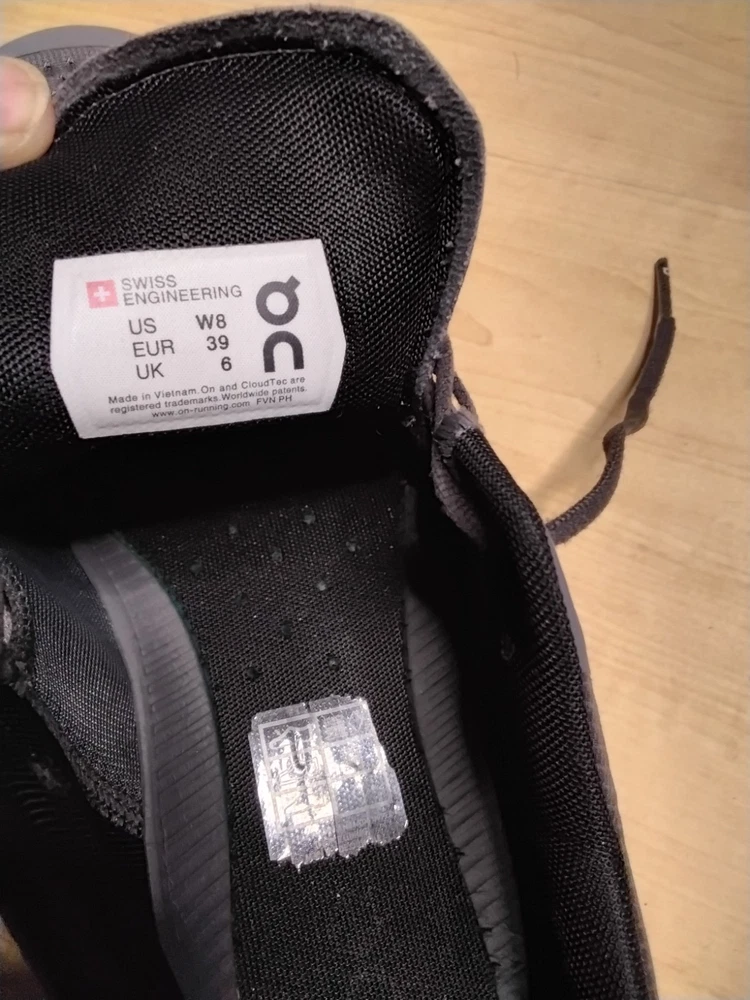 SWISS
ENGINEERING
US W8
EUR 39
UK 6
On
Made in Vietnam.On and CloudTec are
registered trademarks.Worldwide patents.
www.on-running.com FVN PH